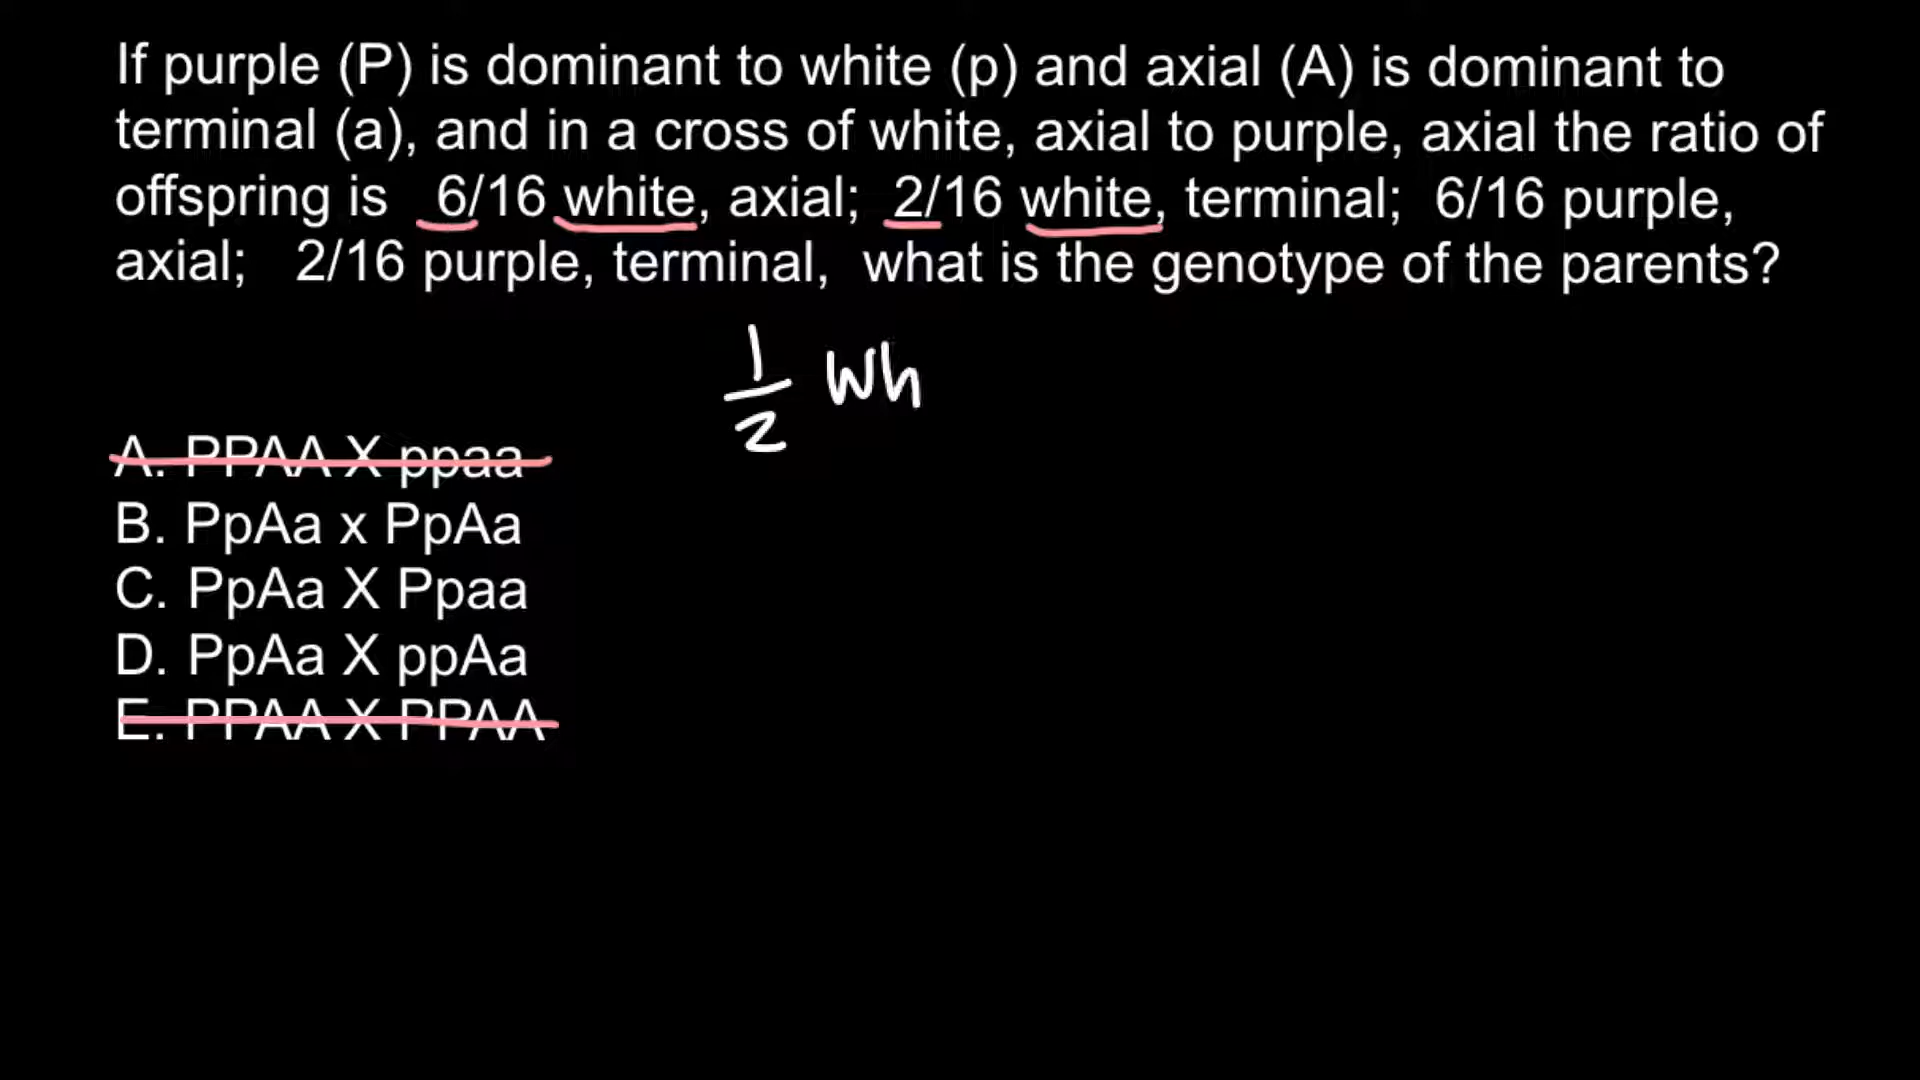 If purple (P) is dominant to white (p) and axial (A) is dominant to
terminal (a), and in a cross of white, axial to purple, axial the ratio of
offspring is 6/16 white, axial; 2/16 white, terminal; 6/16 purple,
axial; 2/16 purple, terminal, what is the genotype of the parents?
1/2 Wh
A. PPAA X ppaa
B. PpAa x PpAa
C. PpAa X Ppaa
D. PpAa X ppAa
E. PPAA X PPAA